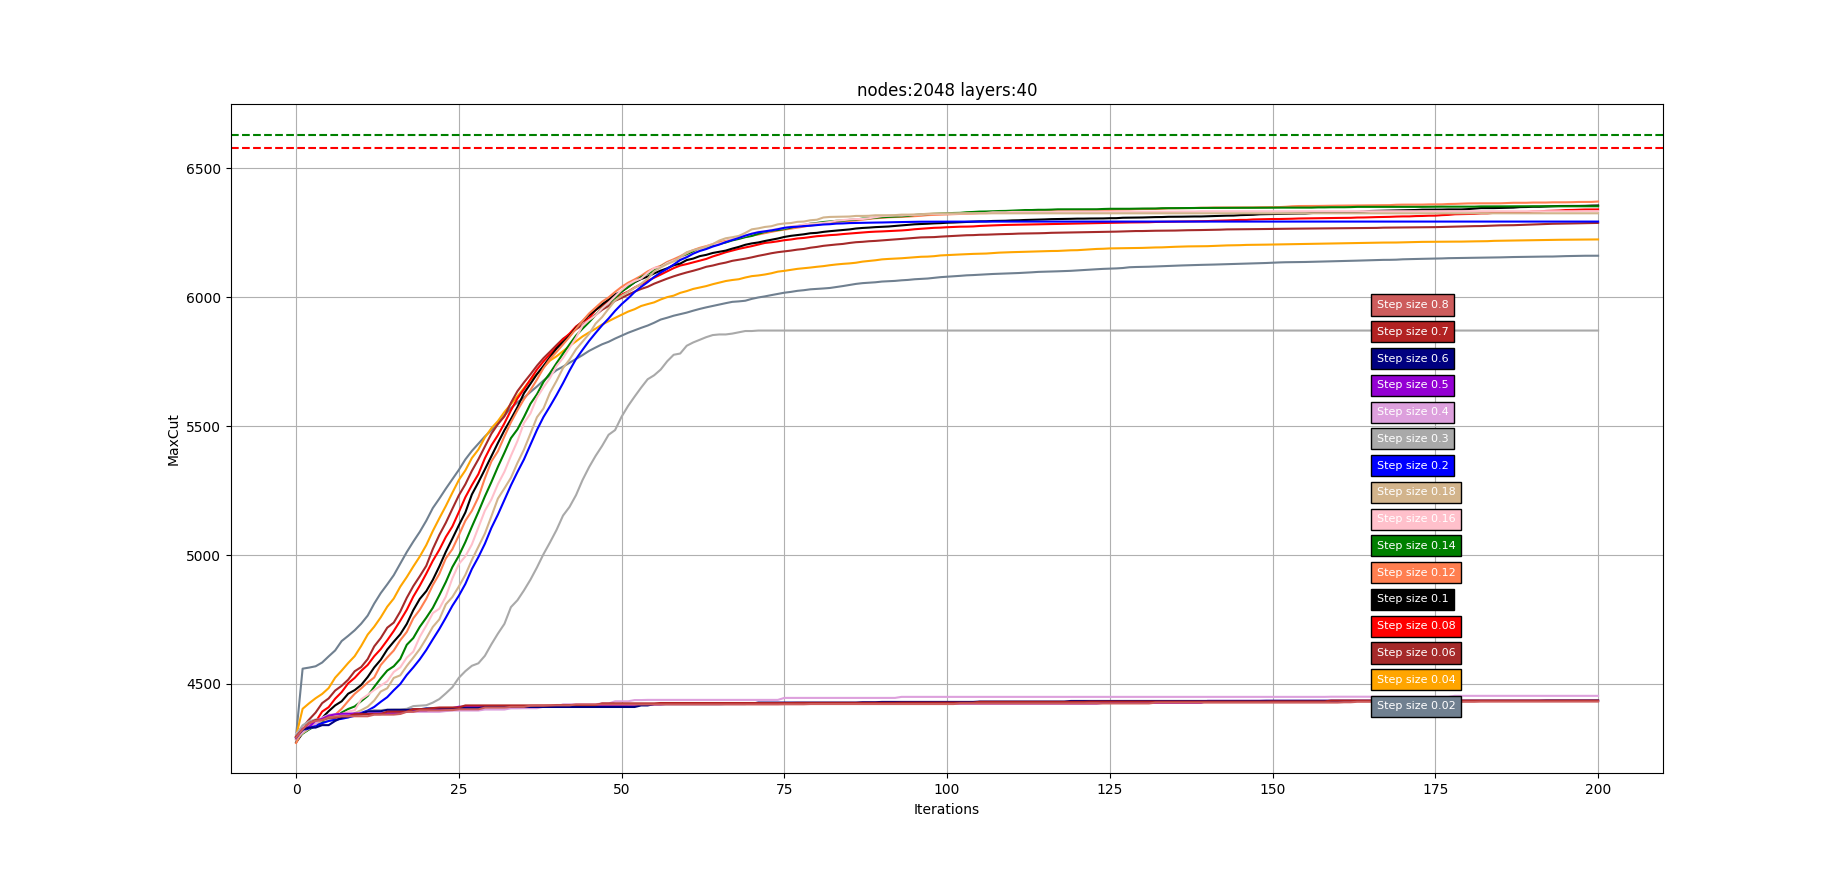 nodes:2048 layers:40
MaxCut
6500
6000
5500
5000
4500
Step size 0.8
Step size 0.7
Step size 0.6
Step size 0.5
Step size 0.4
Step size 0.3
Step size 0.2
Step size 0.18
Step size 0.16
Step size 0.14
Step size 0.12
Step size 0.1
Step size 0.08
Step size 0.06
Step size 0.04
Step size 0.02
0 25 50 75 100 125 150 175 200
Iterations